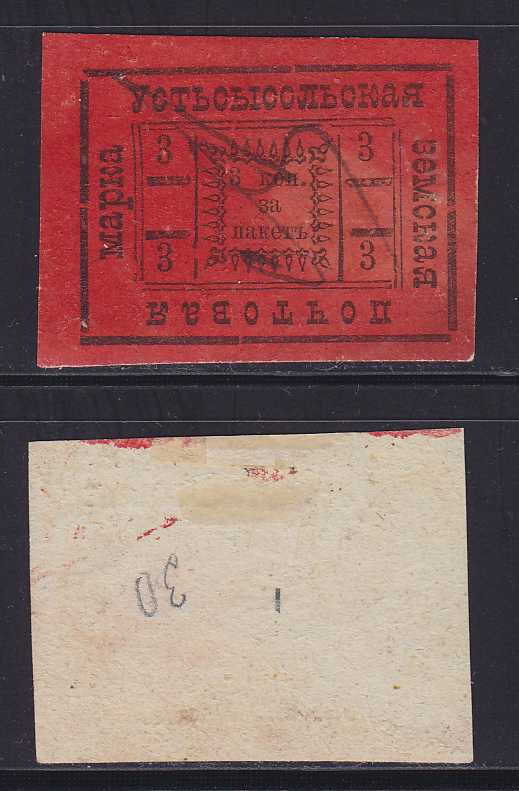 Устьсысольская
земская
почтовая
марка
3 3
3 коп.
за
пакетъ
3 3
30